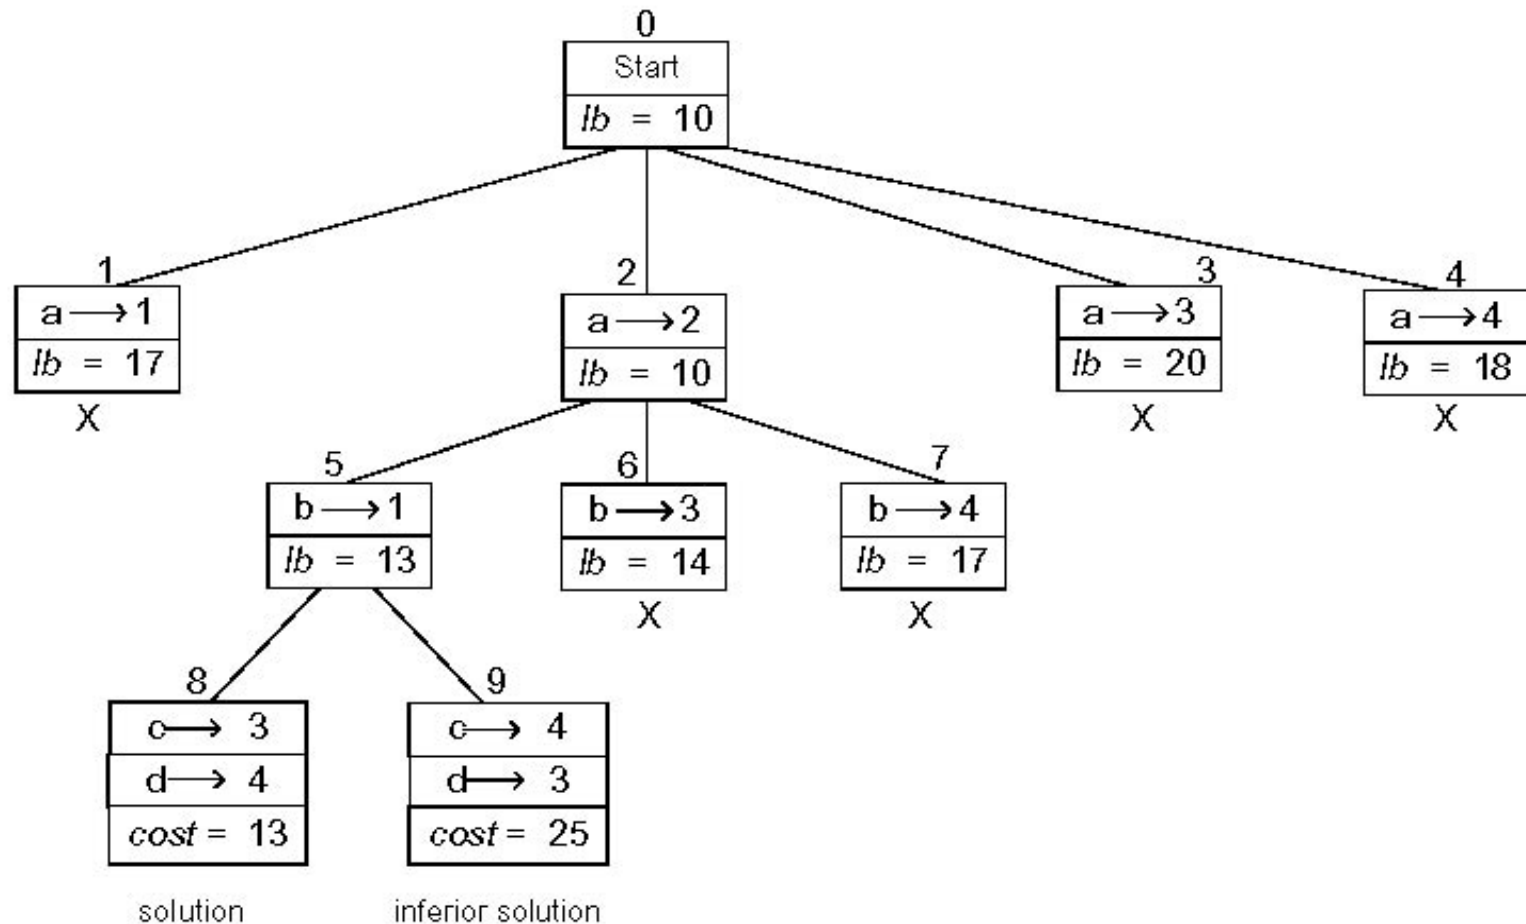 0
Start
lb = 10
1
a → 1
lb = 17
X
2
a → 2
lb = 10
3
a → 3
lb = 20
X
4
a → 4
lb = 18
X
5
b → 1
lb = 13
6
b → 3
lb = 14
X
7
b → 4
lb = 17
X
8
c → 3
d → 4
cost = 13
solution
9
c → 4
d → 3
cost = 25
inferior solution